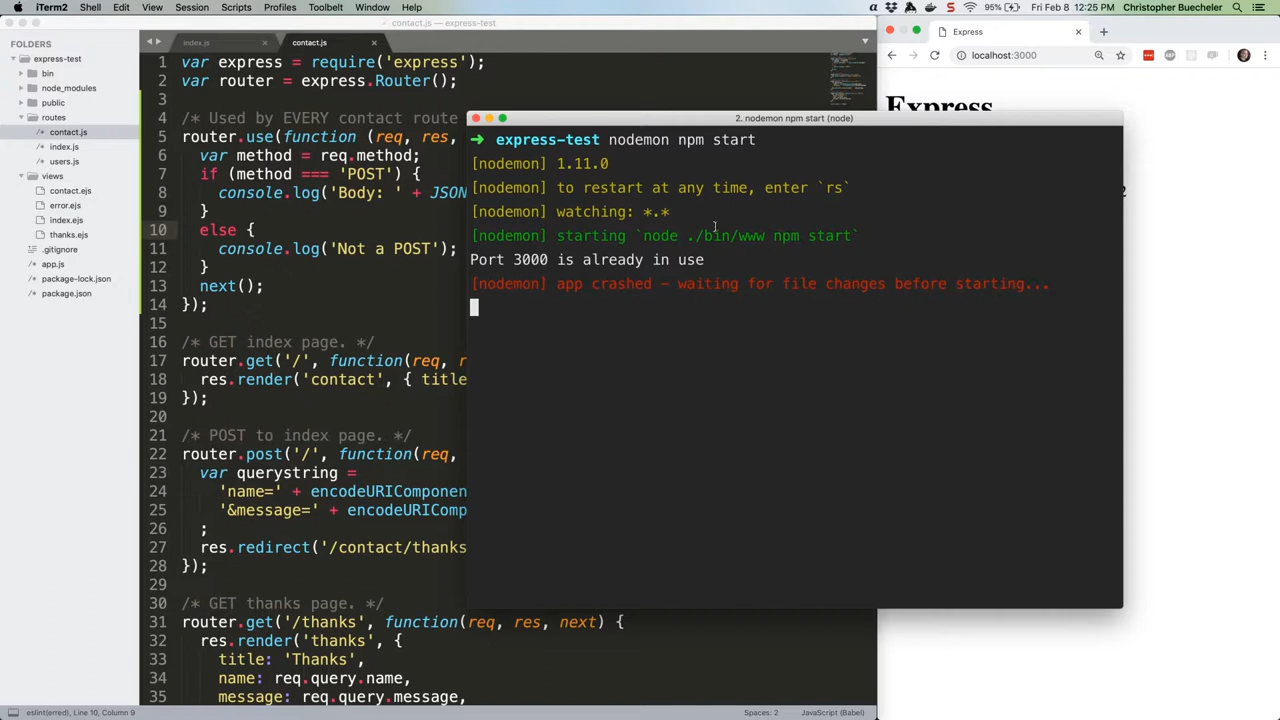 iTerm2 Shell Edit View Session Scripts Profiles Toolbelt Window Help 95% Fri Feb 8 12:25 PM Christopher Buecheler
contact.js — express-test
FOLDERS
express-test
bin
node_modules
public
routes
contact.js
index.js
users.js
views
contact.ejs
error.ejs
index.ejs
thanks.ejs
.gitignore
app.js
package-lock.json
package.json
index.js contact.js
1 var express = require('express');
2 var router = express.Router();
3
4 /* Used by EVERY contact route
5 router.use(function (req, res,
6 var method = req.method;
7 if (method === 'POST') {
8 console.log('Body: ' + JSON
9 }
10 else {
11 console.log('Not a POST');
12 }
13 next();
14 });
15
16 /* GET index page. */
17 router.get('/', function(req, r
18 res.render('contact', { title
19 });
20
21 /* POST to index page. */
22 router.post('/', function(req,
23 var querystring =
24 'name=' + encodeURIComponen
25 '&message=' + encodeURIComp
26 ;
27 res.redirect('/contact/thanks
28 });
29
30 /* GET thanks page. */
31 router.get('/thanks', function(req, res, next) {
32 res.render('thanks', {
33 title: 'Thanks',
34 name: req.query.name,
35 message: req.query.message,
eslint(erred), Line 10, Column 9 Spaces: 2 JavaScript (Babel)
2. nodemon npm start (node)
➜ express-test nodemon npm start
[nodemon] 1.11.0
[nodemon] to restart at any time, enter `rs`
[nodemon] watching: *.*
[nodemon] starting `node ./bin/www npm start`
Port 3000 is already in use
[nodemon] app crashed – waiting for file changes before starting...
Express
localhost:3000
Express